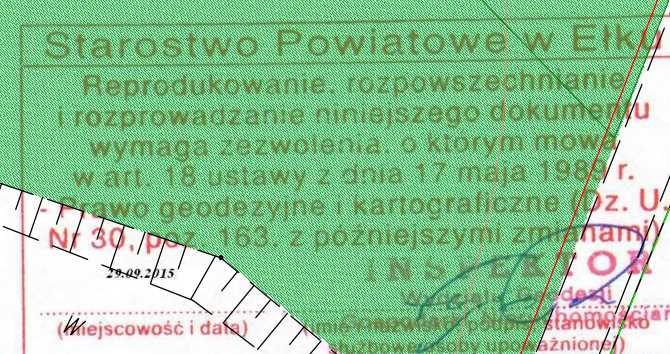 Starostwo Powiatowe w Ełku
Reprodukowanie, rozpowszechnianie
i rozprowadzanie niniejszego dokumentu
wymaga zezwolenia, o którym mowa
w art. 18 ustawy z dnia 17 maja 1989 r.
- Prawo geodezyjne i kartograficzne (Dz. U.
Nr 30, poz. 163, z późniejszymi zmianami)
INSPEKTOR
29.09.2015
Wydziału Geodezji
W
(miejscowość i data) (imię i nazwisko, podpis, stanowisko
służbowe osoby upoważnionej)